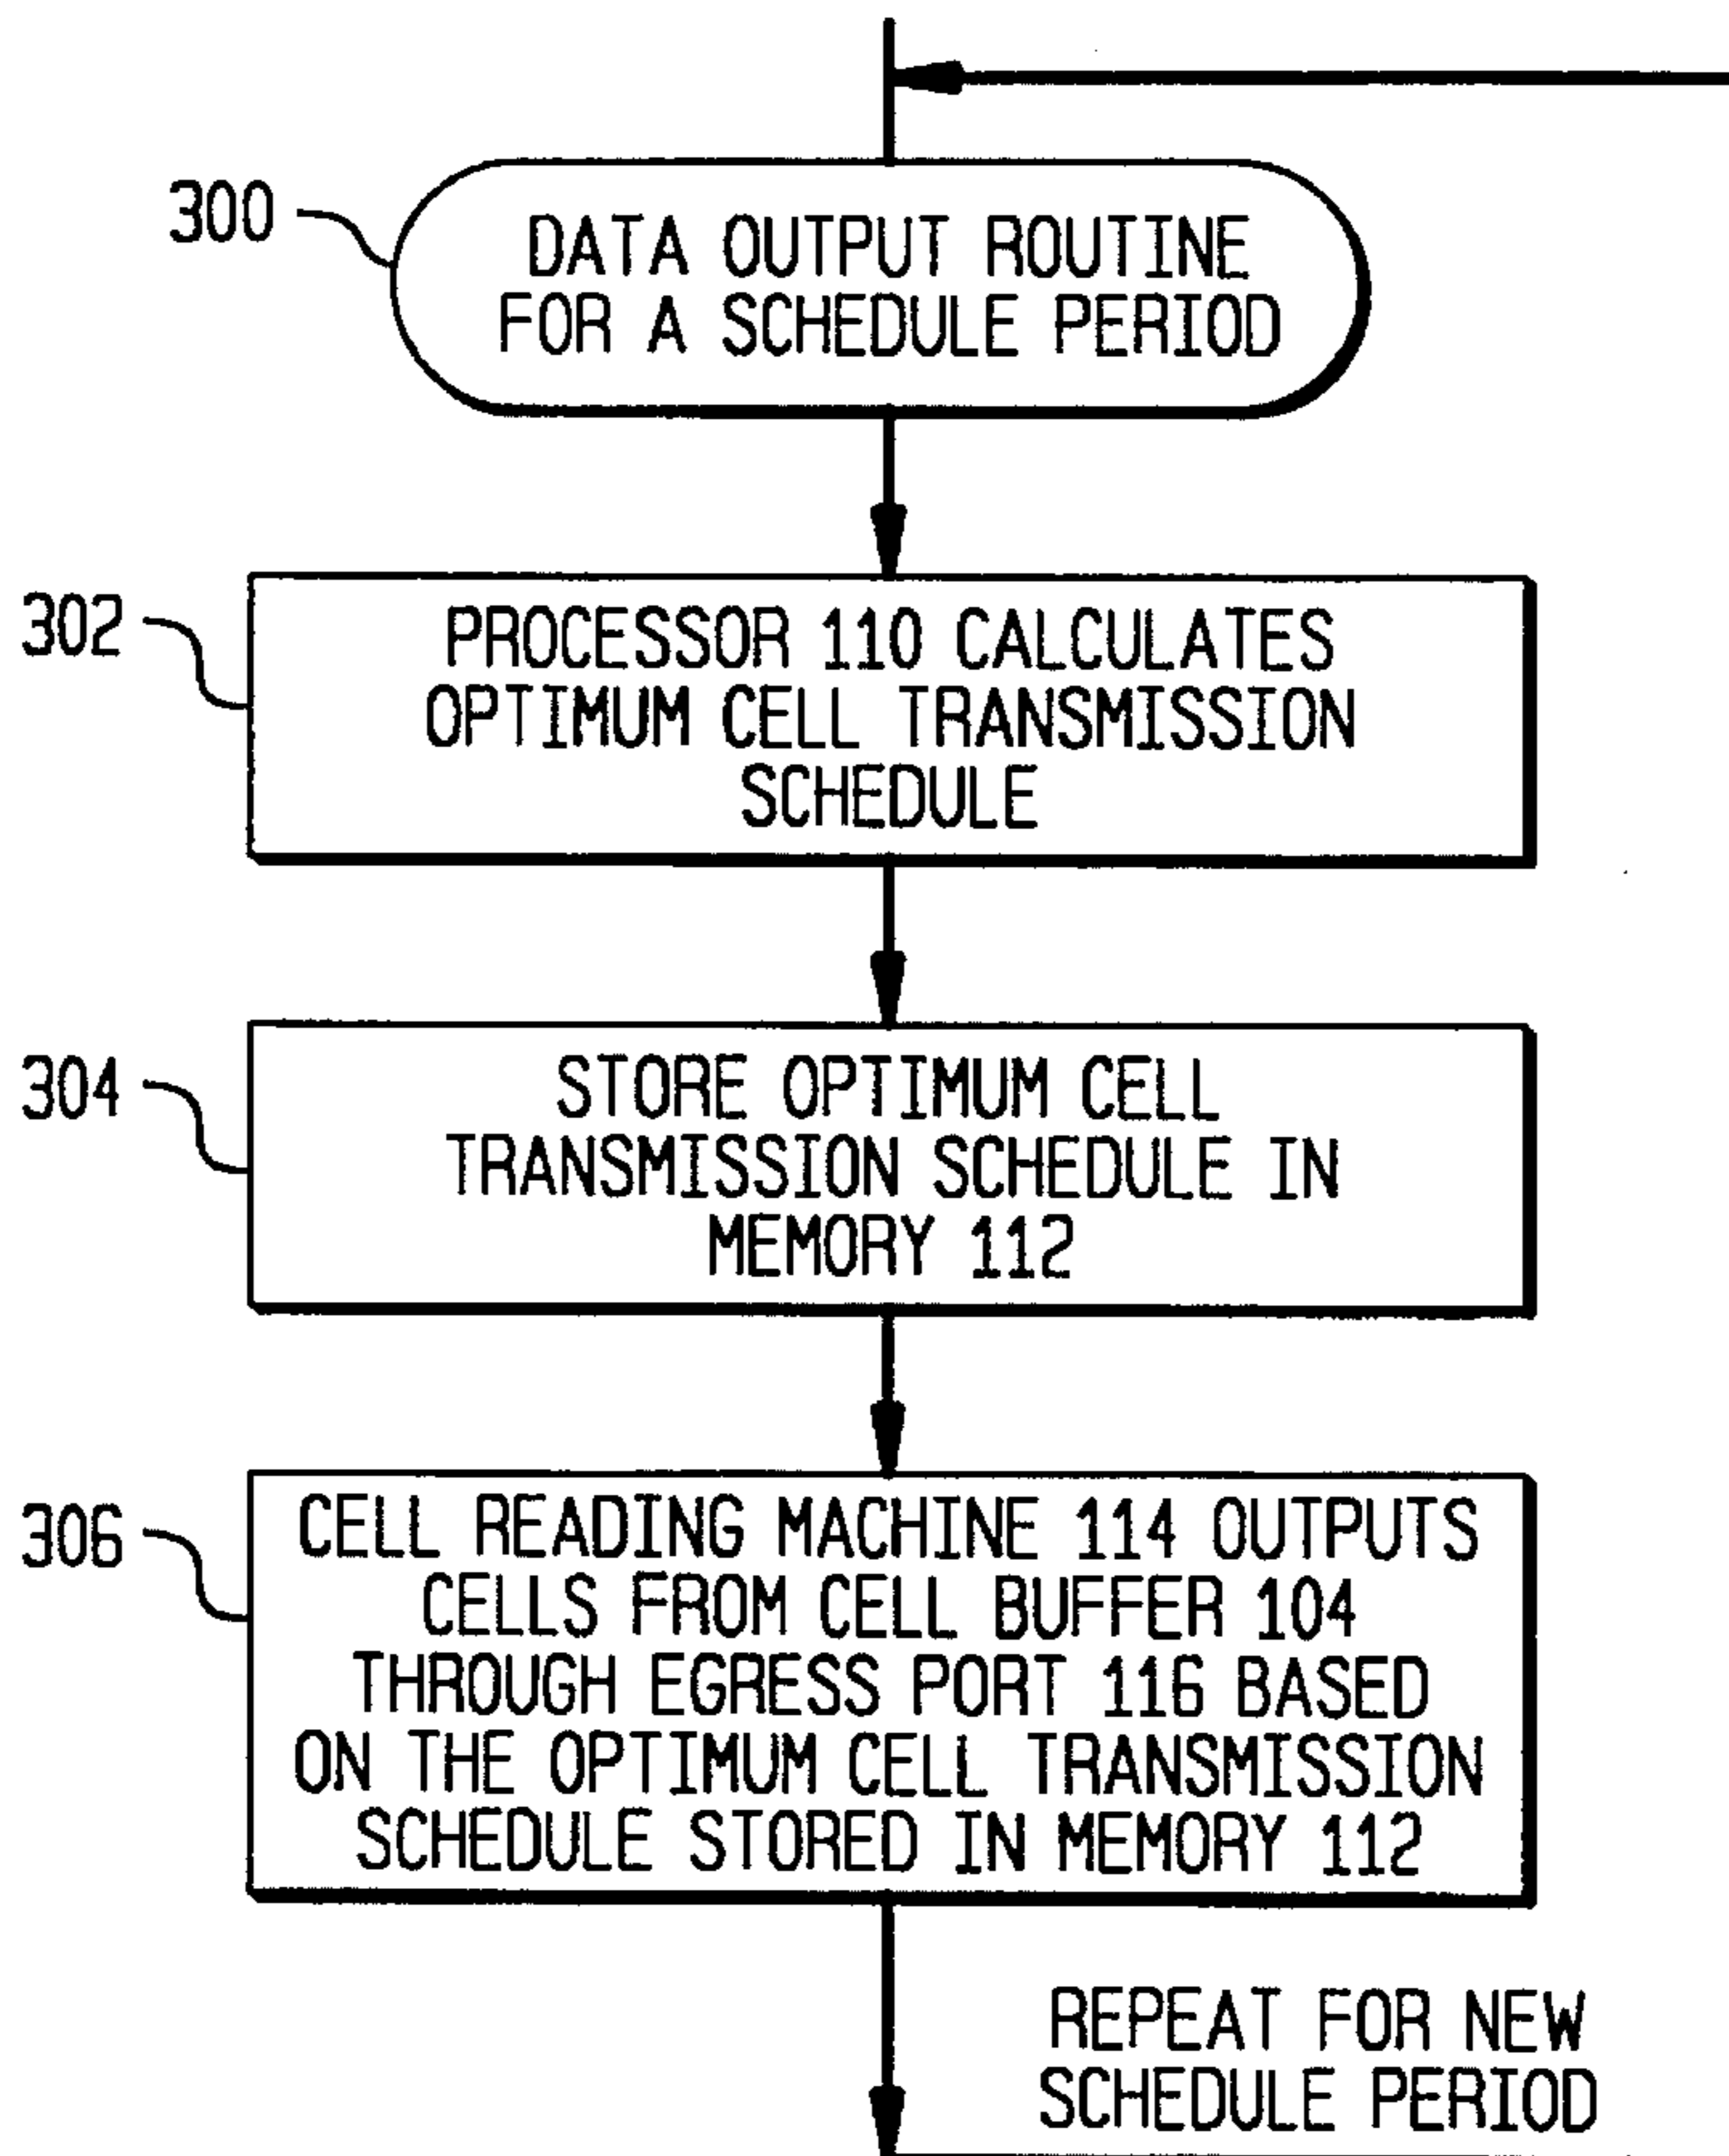 300
DATA OUTPUT ROUTINE
FOR A SCHEDULE PERIOD
302
PROCESSOR 110 CALCULATES
OPTIMUM CELL TRANSMISSION
SCHEDULE
304
STORE OPTIMUM CELL
TRANSMISSION SCHEDULE IN
MEMORY 112
306
CELL READING MACHINE 114 OUTPUTS
CELLS FROM CELL BUFFER 104
THROUGH EGRESS PORT 116 BASED
ON THE OPTIMUM CELL TRANSMISSION
SCHEDULE STORED IN MEMORY 112
REPEAT FOR NEW
SCHEDULE PERIOD